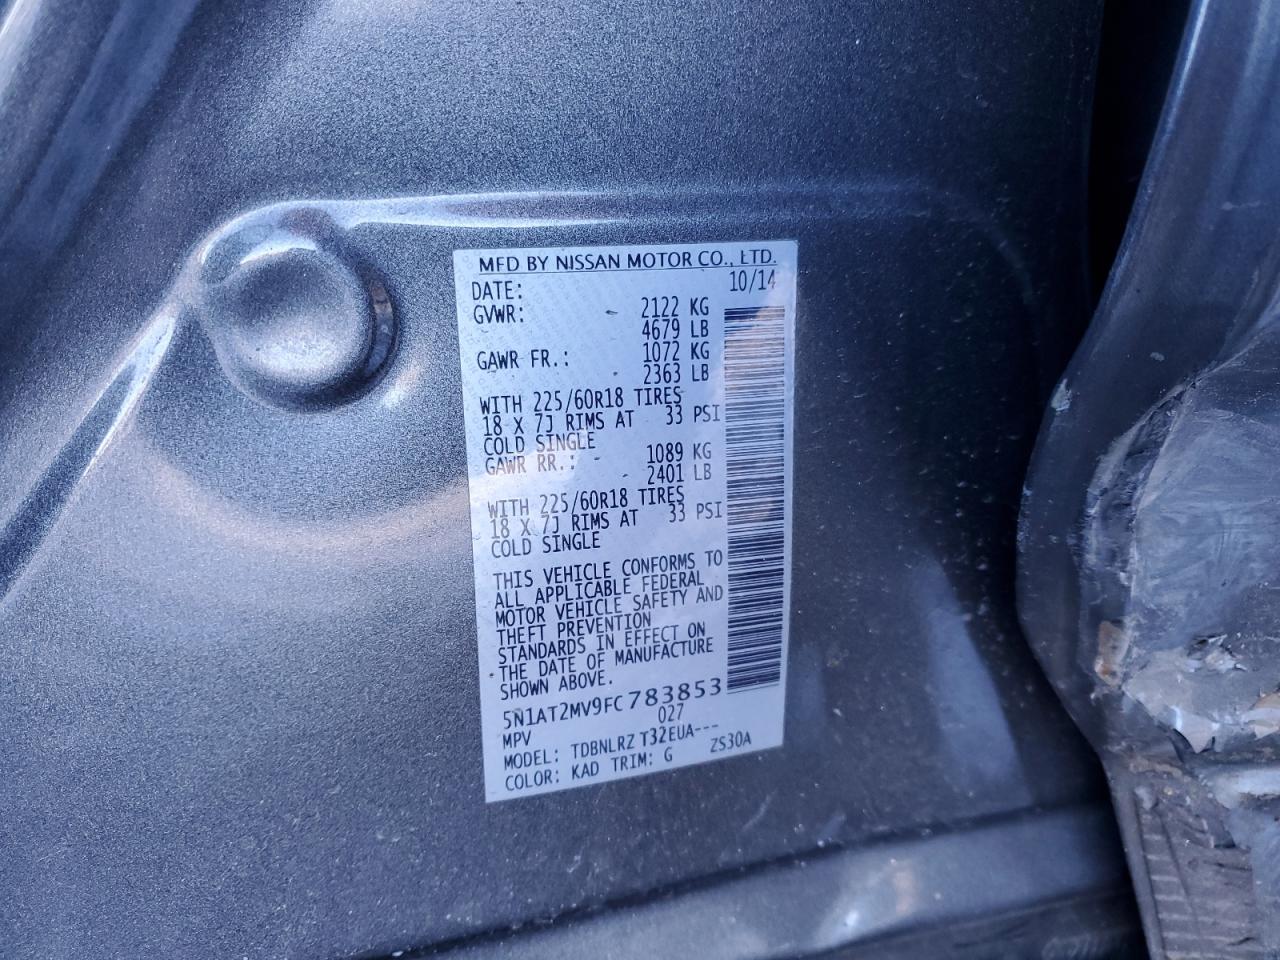 MFD BY NISSAN MOTOR CO., LTD.
DATE: 10/14
GVWR: 2122 KG
4679 LB
GAWR FR.: 1072 KG
2363 LB
WITH 225/60R18 TIRES
18 X 7J RIMS AT 33 PSI
COLD SINGLE
GAWR RR.: 1089 KG
2401 LB
WITH 225/60R18 TIRES
18 X 7J RIMS AT 33 PSI
COLD SINGLE
THIS VEHICLE CONFORMS TO
ALL APPLICABLE FEDERAL
MOTOR VEHICLE SAFETY AND
THEFT PREVENTION
STANDARDS IN EFFECT ON
THE DATE OF MANUFACTURE
SHOWN ABOVE.
5N1AT2MV9FC783853
MPV 027
MODEL: TDBNLRZ T32EUA---
COLOR: KAD TRIM: G ZS30A